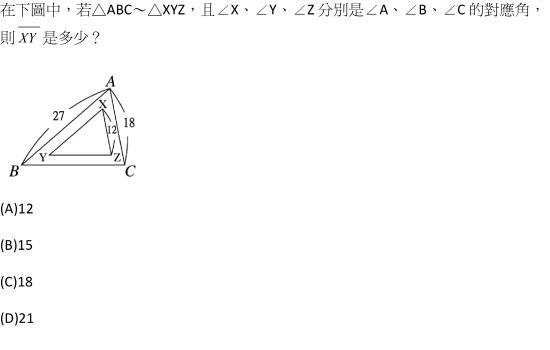 在下圖中，若△ABC～△XYZ，且∠X、∠Y、∠Z 分別是∠A、∠B、∠C 的對應角，
則 XY 是多少？
A
27
X
18
12
Y
Z
B
C
(A)12
(B)15
(C)18
(D)21